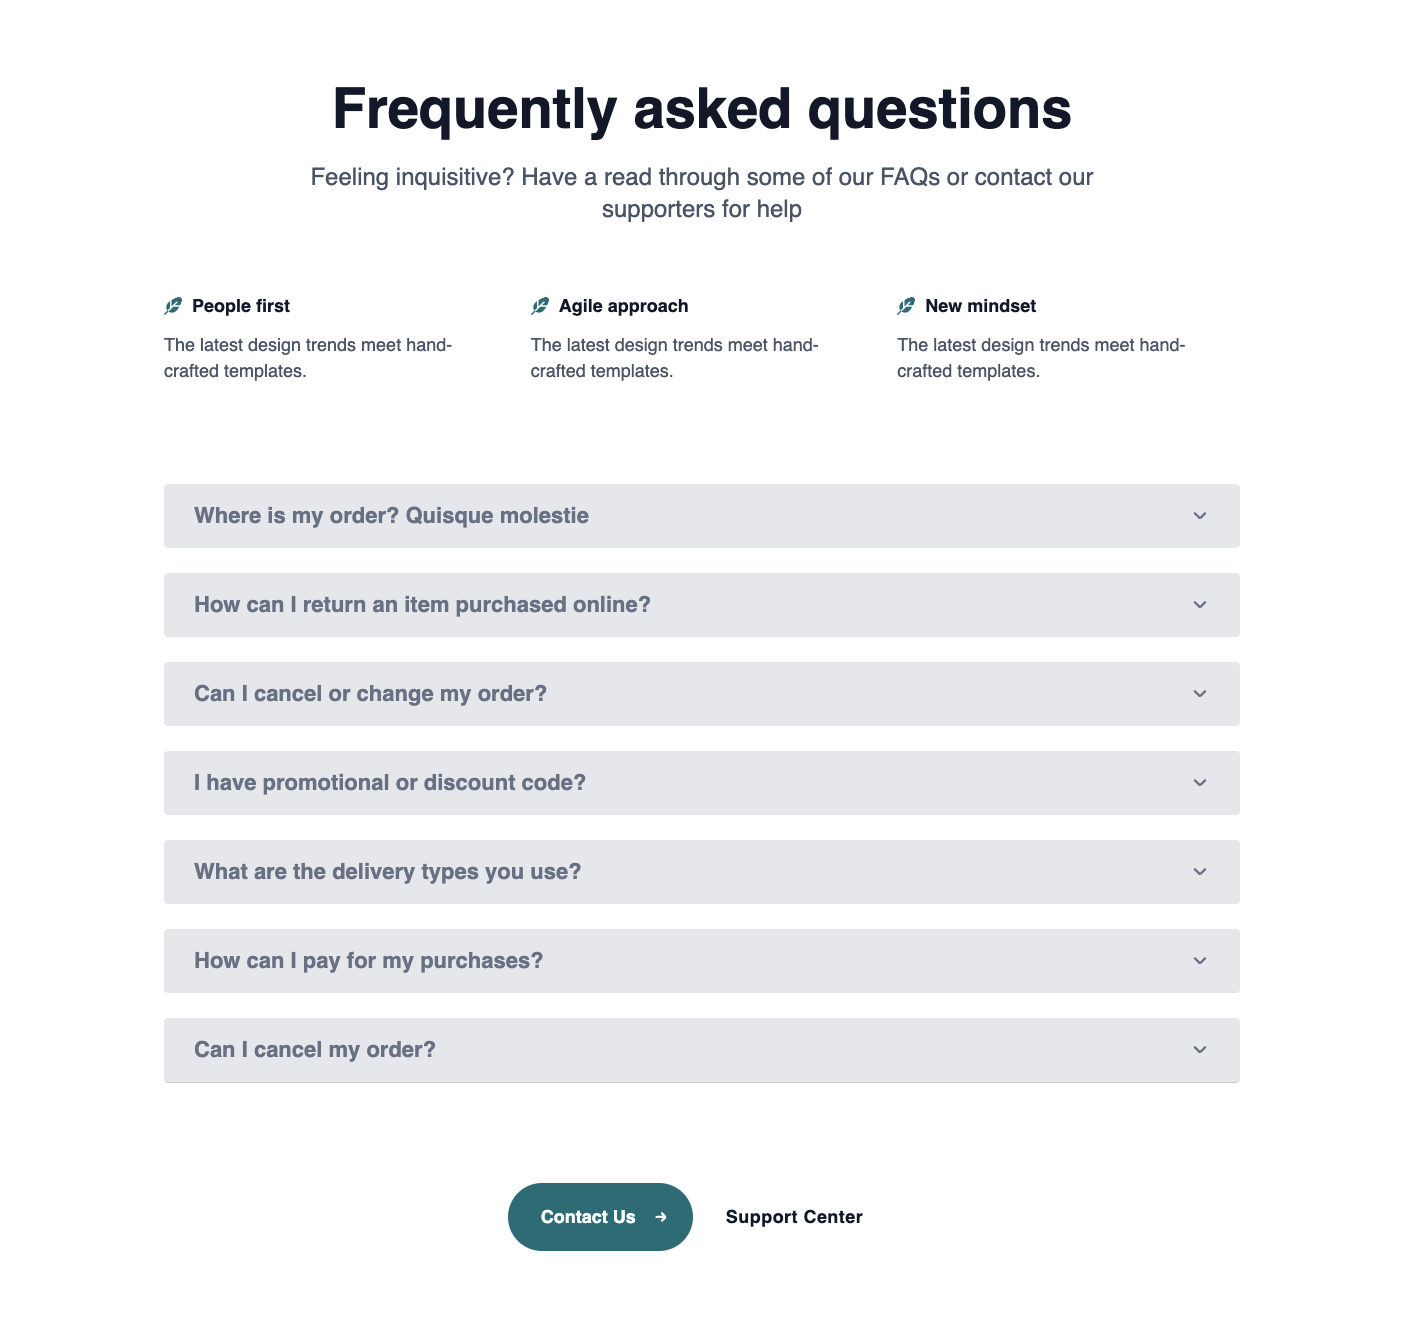 Frequently asked questions
Feeling inquisitive? Have a read through some of our FAQs or contact our
supporters for help
People first
The latest design trends meet hand-
crafted templates.
Agile approach
The latest design trends meet hand-
crafted templates.
New mindset
The latest design trends meet hand-
crafted templates.
Where is my order? Quisque molestie
How can I return an item purchased online?
Can I cancel or change my order?
I have promotional or discount code?
What are the delivery types you use?
How can I pay for my purchases?
Can I cancel my order?
Contact Us
Support Center